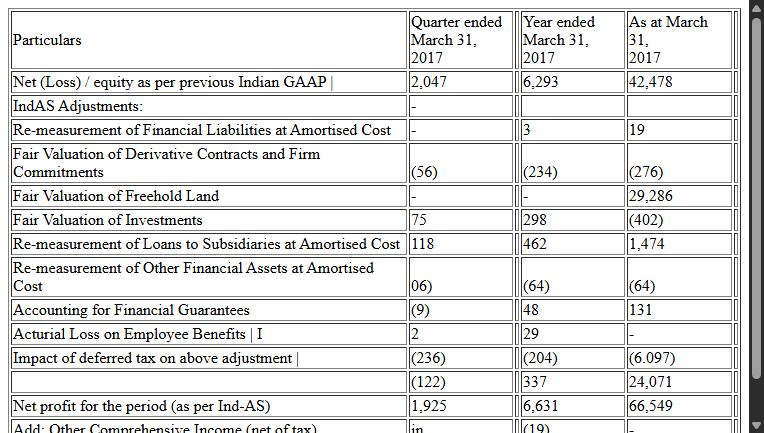 Particulars Quarter ended March 31, 2017 Year ended March 31, 2017 As at March 31, 2017
Net (Loss) / equity as per previous Indian GAAP | 2,047 6,293 42,478
IndAS Adjustments: -
Re-measurement of Financial Liabilities at Amortised Cost - 3 19
Fair Valuation of Derivative Contracts and Firm
Commitments (56) (234) (276)
Fair Valuation of Freehold Land - - 29,286
Fair Valuation of Investments 75 298 (402)
Re-measurement of Loans to Subsidiaries at Amortised Cost 118 462 1,474
Re-measurement of Other Financial Assets at Amortised
Cost 06) (64) (64)
Accounting for Financial Guarantees (9) 48 131
Acturial Loss on Employee Benefits | I 2 29 -
Impact of deferred tax on above adjustment | (236) (204) (6.097)
(122) 337 24,071
Net profit for the period (as per Ind-AS) 1,925 6,631 66,549
Add: Other Comprehensive Income (net of tax) in (19) -